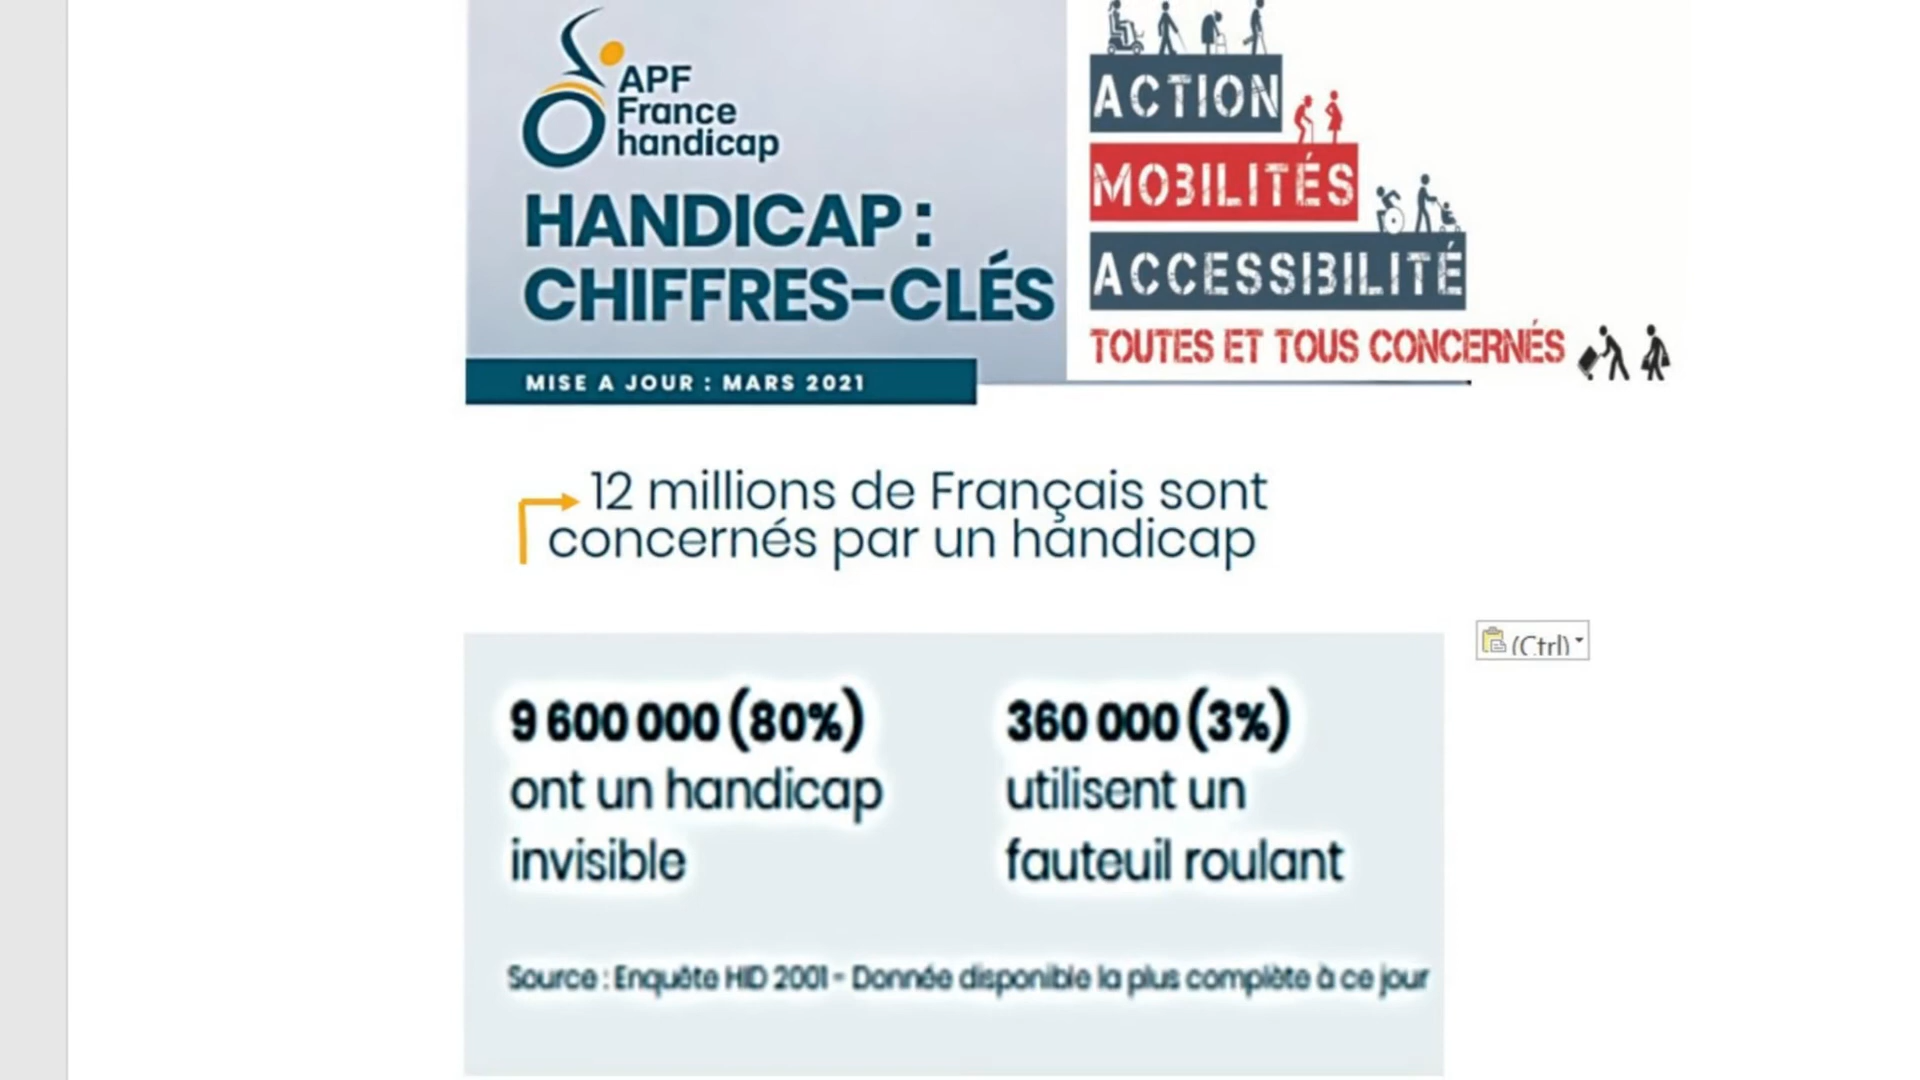 APF
France
handicap
HANDICAP :
CHIFFRES-CLÉS
MISE A JOUR : MARS 2021
ACTION
MOBILITÉS
ACCESSIBILITÉ
TOUTES ET TOUS CONCERNÉS
12 millions de Français sont
concernés par un handicap
9 600 000 (80%)
ont un handicap
invisible
360 000 (3%)
utilisent un
fauteuil roulant
Source : Enquête HID 2001 - Donnée disponible la plus complète à ce jour
(Ctrl)